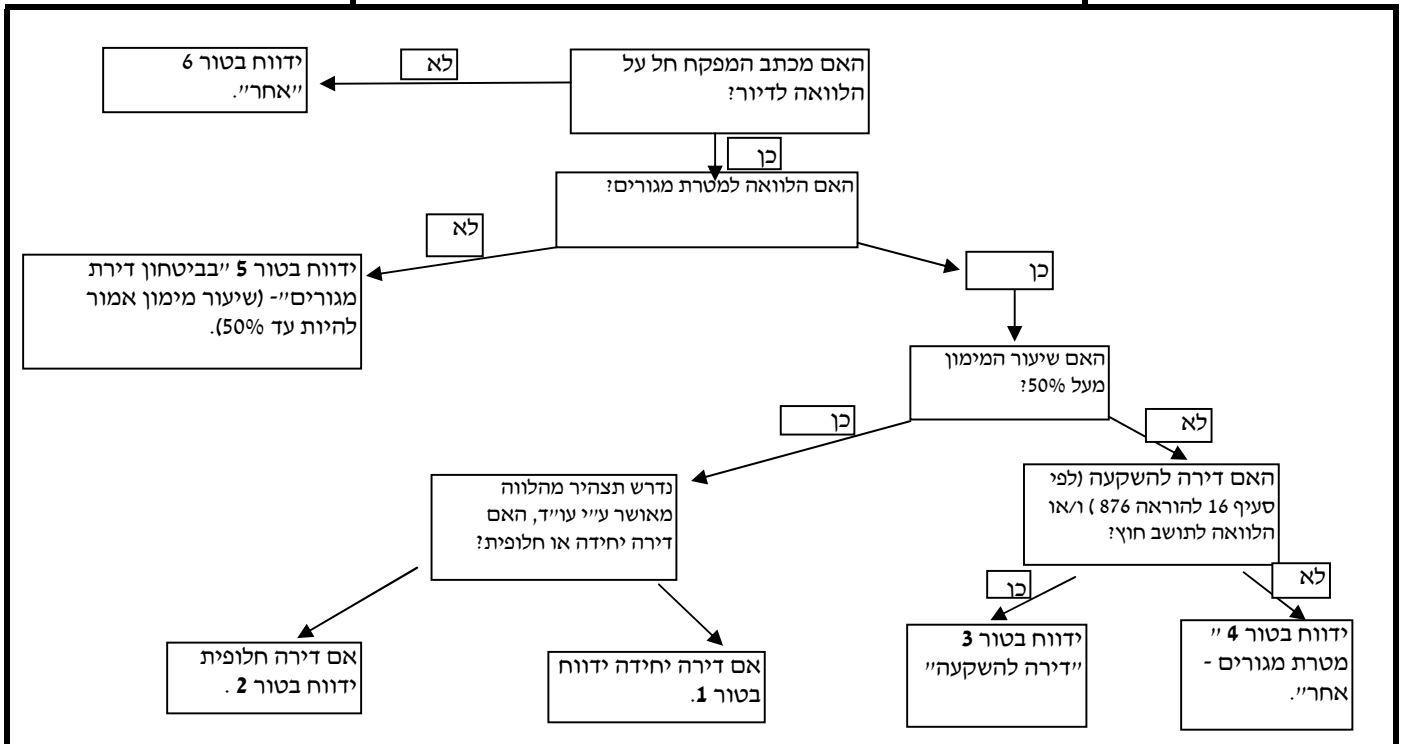 האם מכתב המפקח חל על
הלוואה לדיור?
לא
ידווח בטור 6
"אחר".
כן
האם הלוואה למטרת מגורים?
לא
ידווח בטור 5 "בביטחון דירת
מגורים"- (שיעור מימון אמור
להיות עד 50%).
כן
האם שיעור המימון
מעל 50%?
כן
לא
האם דירה להשקעה (לפי
סעיף 16 להוראה 876 ) ו/או
הלוואה לתושב חוץ?
נדרש תצהיר מהלווה
מאושר ע"י עו"ד, האם
דירה יחידה או חלופית?
לא
כן
ידווח בטור 4 "
מטרת מגורים -
אחר".
ידווח בטור 3
"דירה להשקעה"
אם דירה יחידה ידווח
בטור 1.
אם דירה חלופית
ידווח בטור 2 .